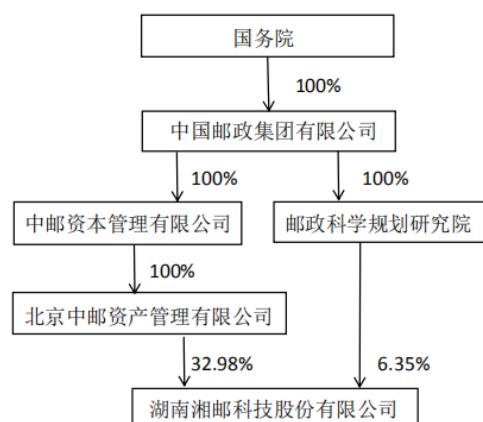 国务院
100%
中国邮政集团有限公司
100%
100%
中邮资本管理有限公司
邮政科学规划研究院
100%
北京中邮资产管理有限公司
32.98%
6.35%
湖南湘邮科技股份有限公司